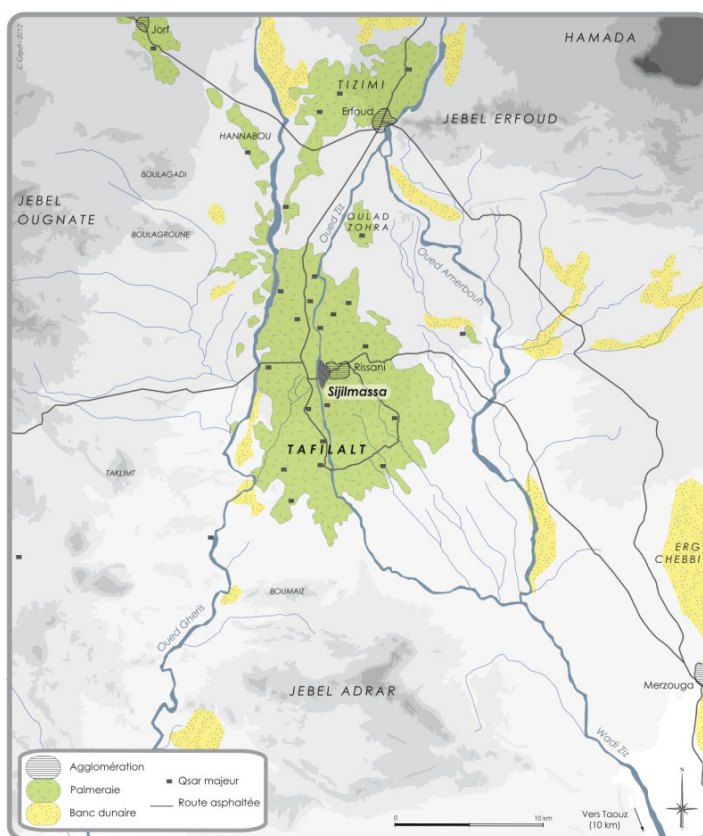 C. Capel - 2012
Jorf
HAMADA
TIZIMI
Erfoud
JEBEL ERFOUD
HANNABOU
BOULAGADI
JEBEL
OUGNATE
BOULAGROUNE
Oued Ziz
OULAD
ZOHRA
Oued Amerbouh
Rissani
Sijilmassa
TAFILALT
TAKLIMT
ERG
CHEBBI
BOUMAIZ
Oued Gheris
JEBEL ADRAR
Merzouga
Wadi Ziz
Agglomération
Palmeraie
Banc dunaire
Qsar majeur
Route asphaltée
0 10 km
Vers Taouz
(10 km)
N